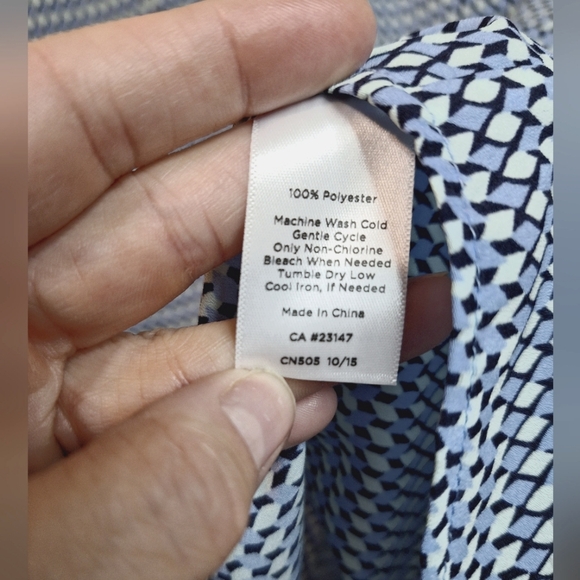 100% Polyester
Machine Wash Cold
Gentle Cycle
Only Non-Chlorine
Bleach When Needed
Tumble Dry Low
Cool Iron, If Needed
Made In China
CA #23147
CN505 10/15